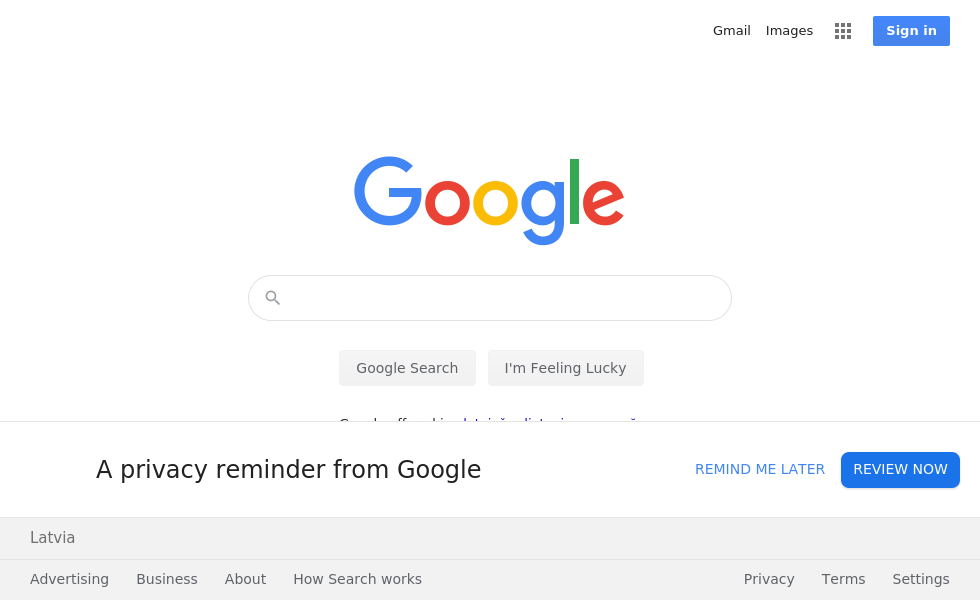 Gmail Images Sign in
Google
Google Search I'm Feeling Lucky
A privacy reminder from Google REMIND ME LATER REVIEW NOW
Latvia
Advertising Business About How Search works Privacy Terms Settings